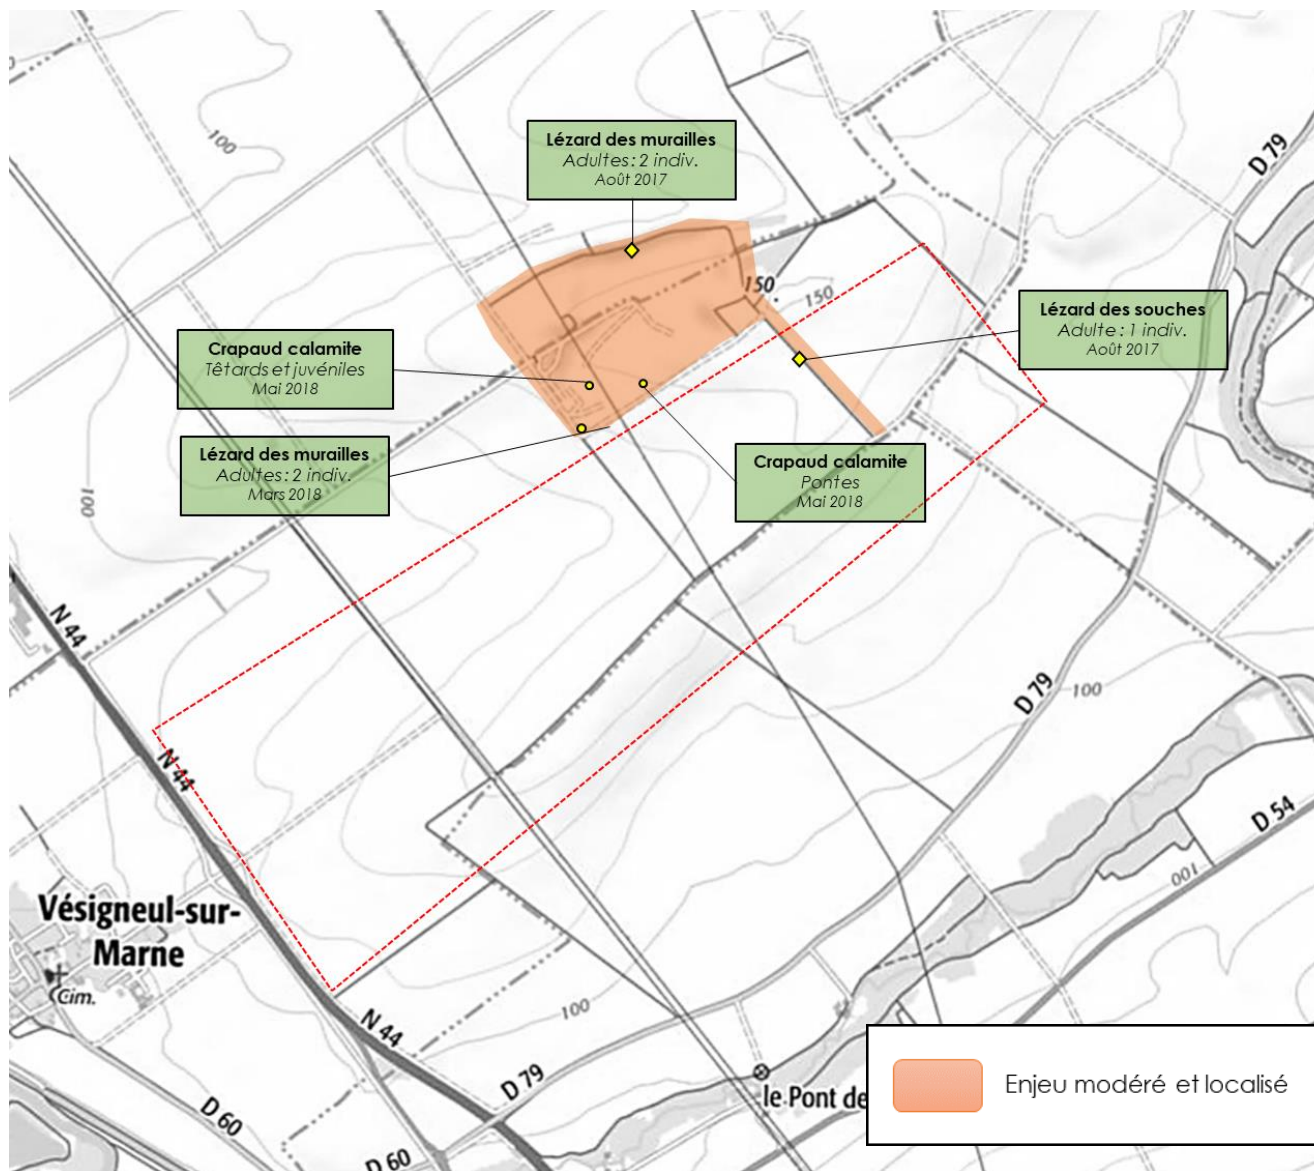 100
D 79
Lézard des murailles
Adultes : 2 indiv.
Août 2017
150
150
Lézard des souches
Adulte : 1 indiv.
Août 2017
Crapaud calamite
Têtards et juvéniles
Mai 2018
Lézard des murailles
Adultes : 2 indiv.
Mars 2018
Crapaud calamite
Pontes
Mai 2018
100
N 44
N 44
D 79
100
D 54
100
Vésigneul-sur-
Marne
Cim.
100
N 44
D 79
D 60
D 60
le Pont de
Enjeu modéré et localisé